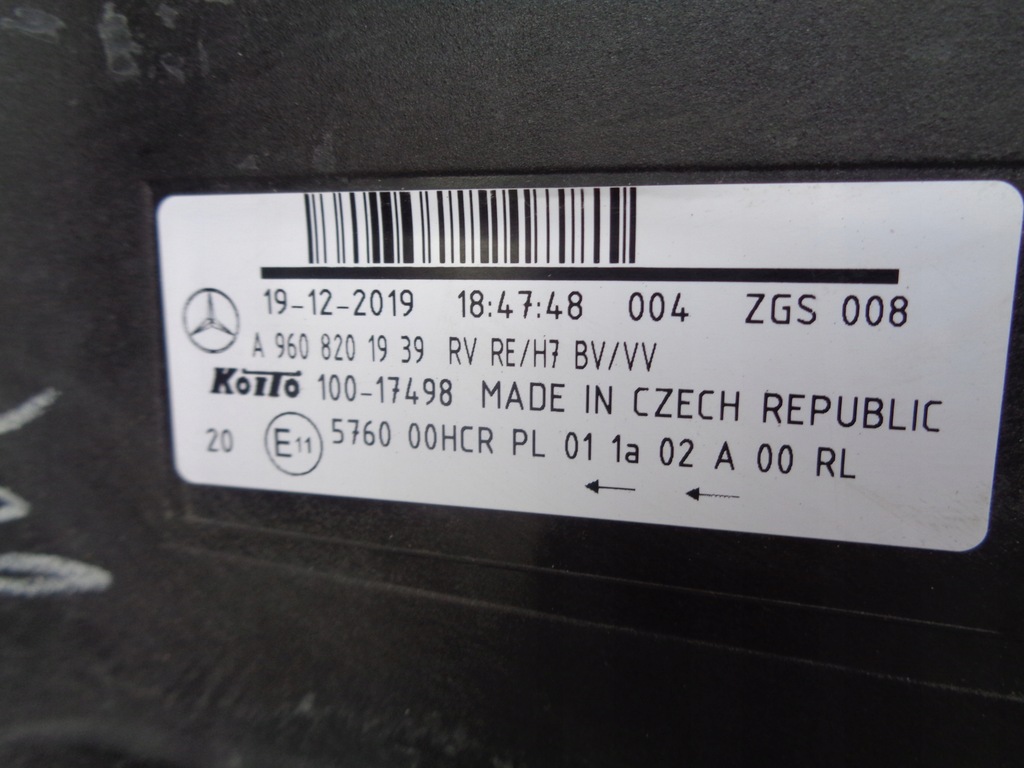 19-12-2019 18:47:48 004 ZGS 008
A 960 820 19 39 RV RE/H7 BV/VV
KOITO 100-17498 MADE IN CZECH REPUBLIC
20 E11 5760 00HCR PL 01 1a 02 A 00 RL